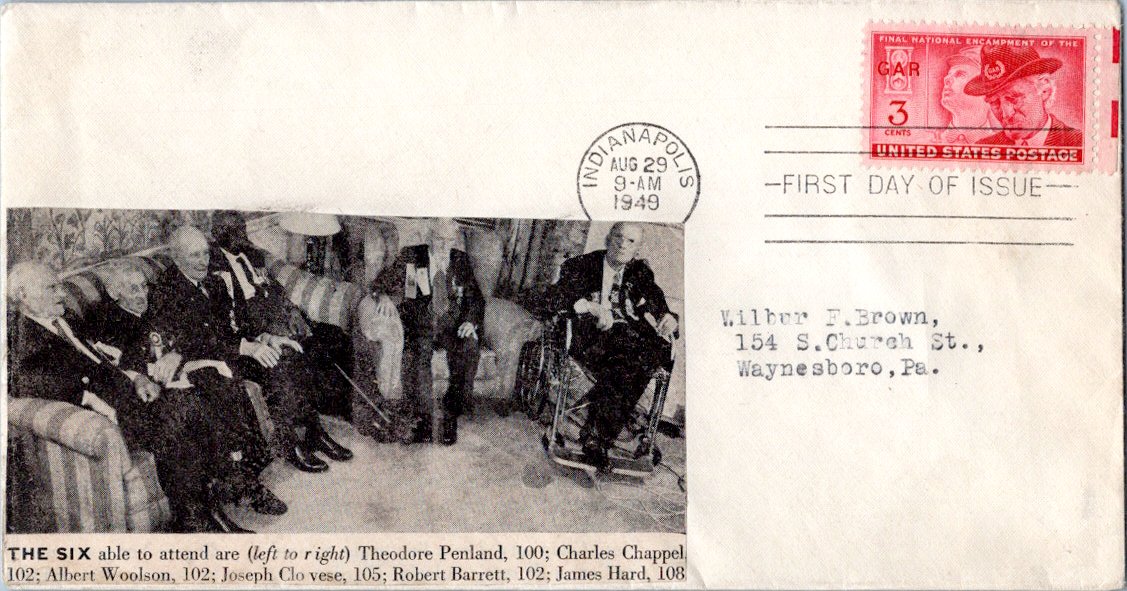 FINAL NATIONAL ENCAMPMENT OF THE
GAR
GAR
3
CENTS
UNITED STATES POSTAGE
INDIANAPOLIS
AUG 29
9-AM
1949
FIRST DAY OF ISSUE
Wilbur F.Brown,
154 S.Church St.,
Waynesboro,Pa.
THE SIX able to attend are (left to right) Theodore Penland, 100; Charles Chappel
102; Albert Woolson, 102; Joseph Clo vese, 105; Robert Barrett, 102; James Hard, 108